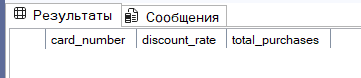 Результаты Сообщения
card_number discount_rate total_purchases